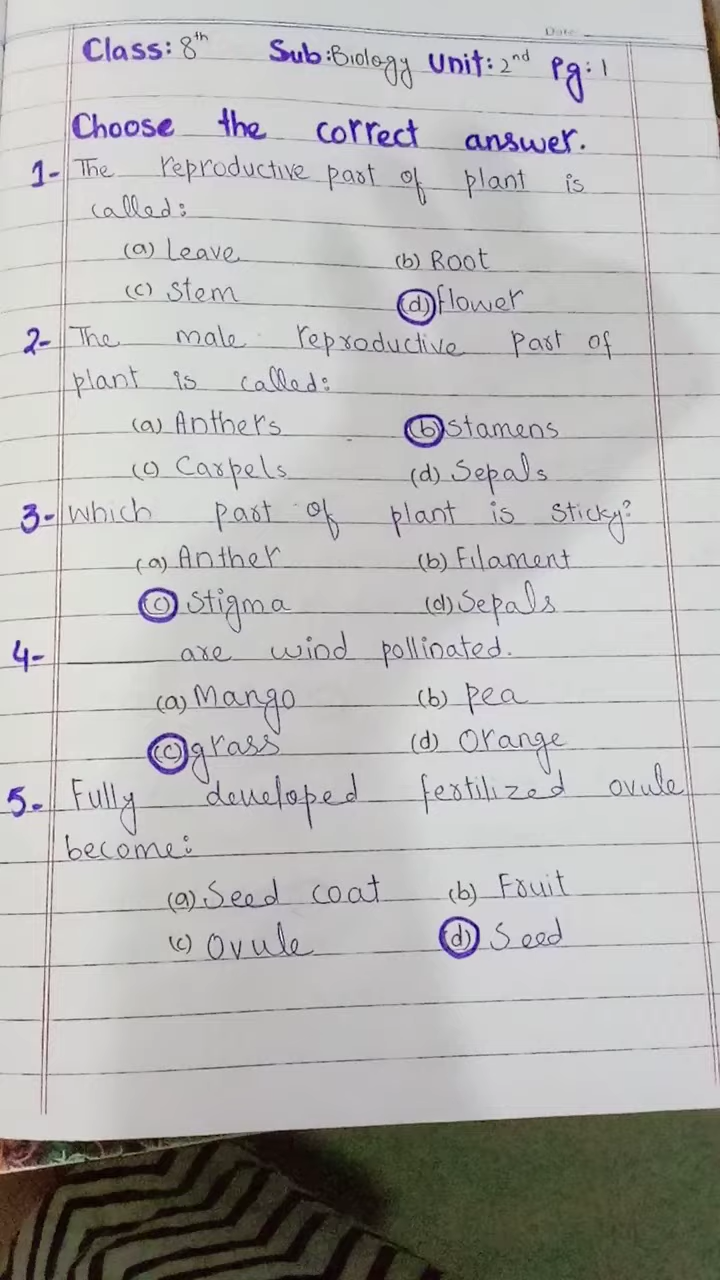 Date
Class: 8th Sub: Biology Unit: 2nd Pg: 1
Choose the correct answer.
1- The reproductive part of plant is
called:
(a) Leave (b) Root
(c) Stem (d) flower
2- The male reproductive part of
plant is called:
(a) Anthers (b) stamens
(c) Carpels (d) Sepals
3- which part of plant is sticky?
(a) Anther (b) Filament
(c) stigma (d) Sepals
4- ______ are wind pollinated.
(a) Mango (b) pea
(c) grass (d) Orange
5- Fully developed fertilized ovule
become:
(a) Seed coat (b) Fruit
(c) Ovule (d) Seed